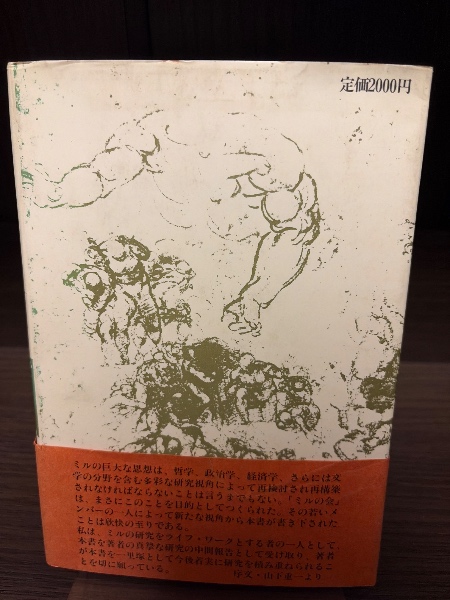 定価2000円
ミルの巨大な思想は、哲学、政治学、経済学、さらには文
学の分野を含む多彩な研究視角によって再検討され再構築
されなければならないことは言うまでもない。「ミルの会」
は、まさにこのことを目的としてつくられた。その若いメ
ンバーの一人によって新たな視角から本書が書き下された
ことは欣快の至りである。
私は、ミルの研究をライフ・ワークとする者の一人として、
本書を著者の真摯な研究の中間報告として受け取り、著者
が本書を一里塚として今後着実に研究を積み重ねられるこ
とを切に願っている。
序文・山下重一より